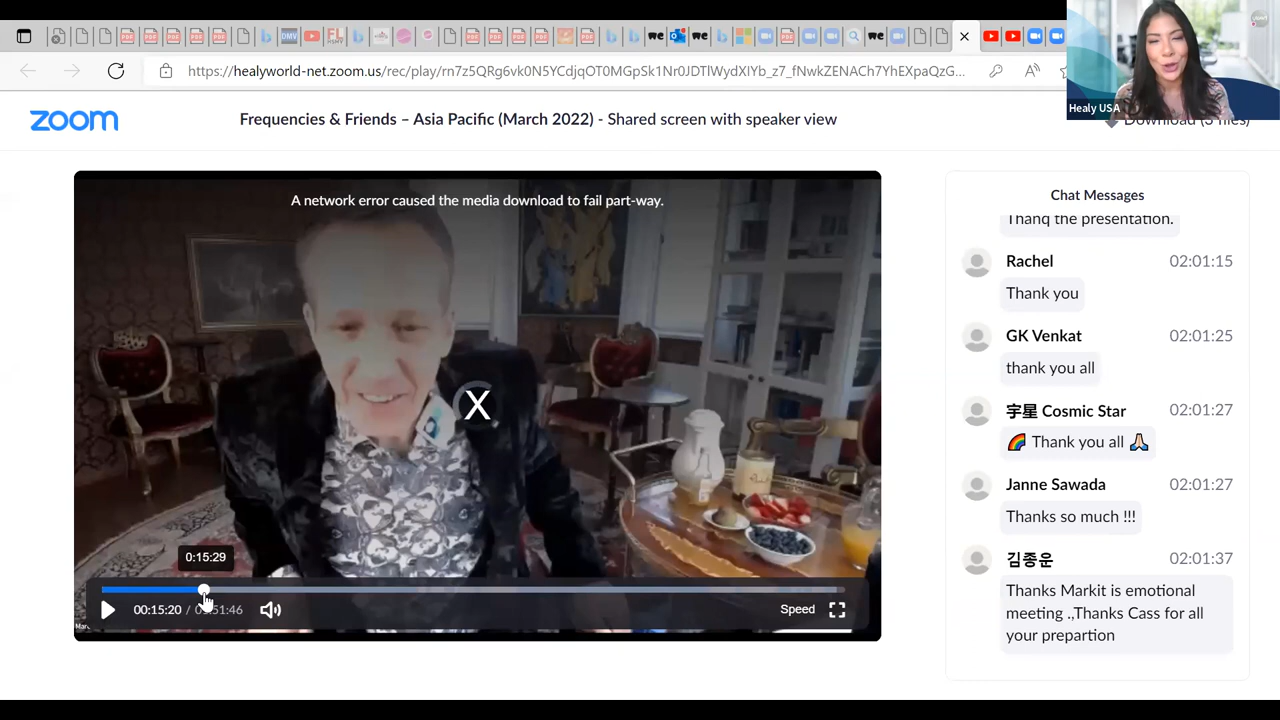 https://healyworld-net.zoom.us/rec/play/rn7z5QRg6vk0N5YCdjqOT0MGpSk1Nr0JDTlWydXlYb_z7_fNwkZENACh7YhEXpaQzG...
Healy USA
zoom
Frequencies & Friends – Asia Pacific (March 2022) - Shared screen with speaker view
Download (3 files)
A network error caused the media download to fail part-way.
X
0:15:29
00:15:20 / 01:51:46
Speed
Chat Messages
Thanq the presentation.
Rachel 02:01:15
Thank you
GK Venkat 02:01:25
thank you all
宇星 Cosmic Star 02:01:27
🌈 Thank you all 🙏🏻
Janne Sawada 02:01:27
Thanks so much !!!
김종운 02:01:37
Thanks Markit is emotional
meeting .,Thanks Cass for all
your prepartion